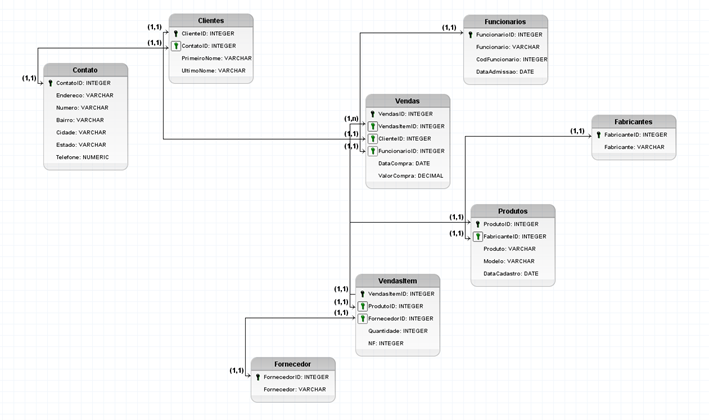 Clientes
ClienteID: INTEGER
ContatoID: INTEGER
PrimeiroNome: VARCHAR
UltimoNome: VARCHAR
(1,1)
(1,1)
Funcionarios
FuncionarioID: INTEGER
Funcionario: VARCHAR
CodFuncionario: INTEGER
DataAdmissao: DATE
(1,1)
(1,1)
Contato
ContatoID: INTEGER
Endereco: VARCHAR
Numero: VARCHAR
Bairro: VARCHAR
Cidade: VARCHAR
Estado: VARCHAR
Telefone: NUMERIC
Vendas
VendasID: INTEGER
VendasItemID: INTEGER
ClienteID: INTEGER
FuncionarioID: INTEGER
DataCompra: DATE
ValorCompra: DECIMAL
(1,n)
(1,1)
(1,1)
Fabricantes
FabricanteID: INTEGER
Fabricante: VARCHAR
(1,1)
Produtos
ProdutoID: INTEGER
FabricanteID: INTEGER
Produto: VARCHAR
Modelo: VARCHAR
DataCadastro: DATE
(1,1)
(1,1)
VendasItem
VendasItemID: INTEGER
ProdutoID: INTEGER
FornecedorID: INTEGER
Quantidade: INTEGER
NF: INTEGER
(1,1)
(1,1)
(1,1)
Fornecedor
FornecedorID: INTEGER
Fornecedor: VARCHAR
(1,1)